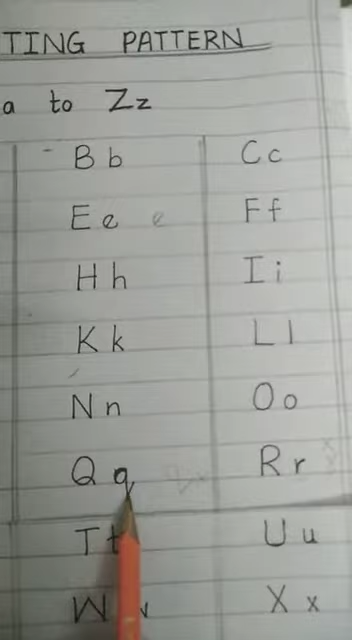 TING PATTERN
a to Zz
Bb Cc
Ee e Ff
Hh Ii
Kk Ll
Nn Oo
Qq Rr
Tt Uu
W Xx